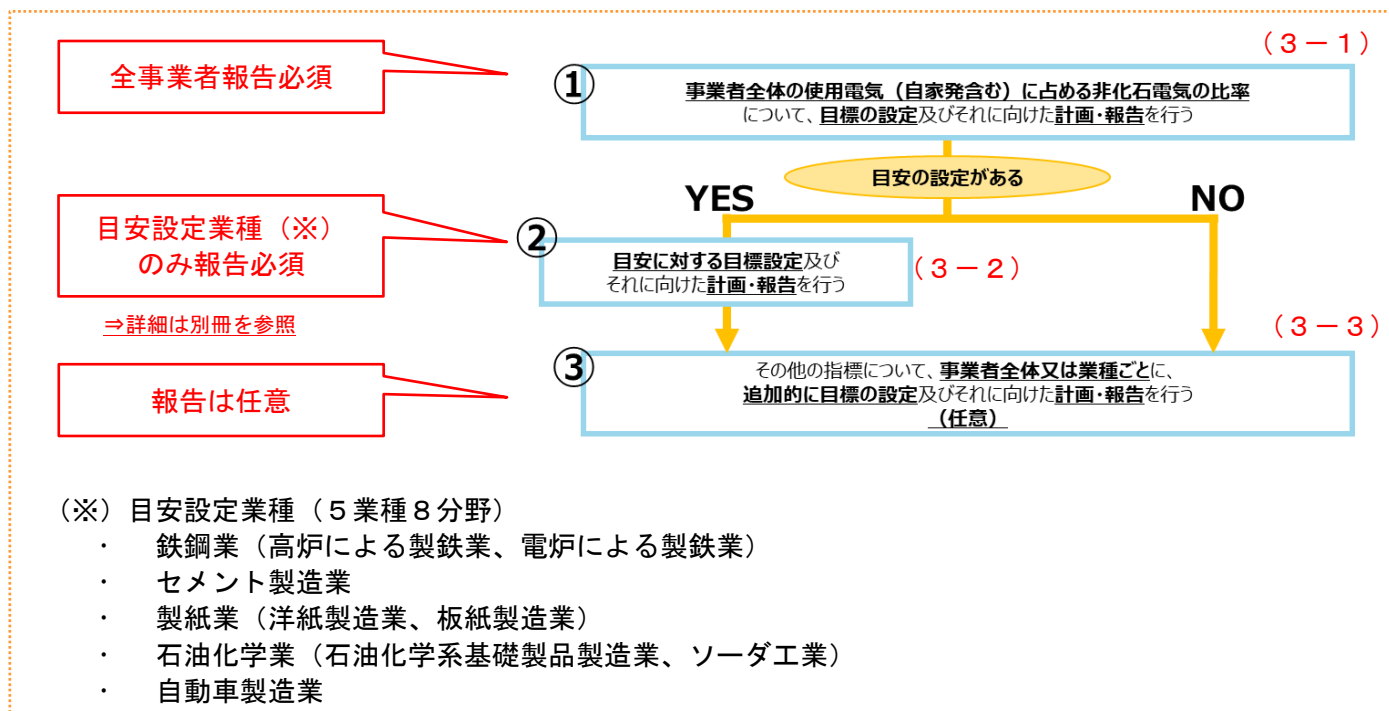 (3-1)
全事業者報告必須
①
事業者全体の使用電気（自家発含む）に占める非化石電気の比率
について、目標の設定及びそれに向けた計画・報告を行う
目安の設定がある
YES
NO
目安設定業種（※）
のみ報告必須
②
目安に対する目標設定及び
それに向けた計画・報告を行う
（３－２）
⇒詳細は別冊を参照
（３－３）
報告は任意
③
その他の指標について、事業者全体又は業種ごとに、
追加的に目標の設定及びそれに向けた計画・報告を行う
（任意）
（※）目安設定業種（５業種８分野）
・　鉄鋼業（高炉による製鉄業、電炉による製鉄業）
・　セメント製造業
・　製紙業（洋紙製造業、板紙製造業）
・　石油化学業（石油化学系基礎製品製造業、ソーダ工業）
・　自動車製造業